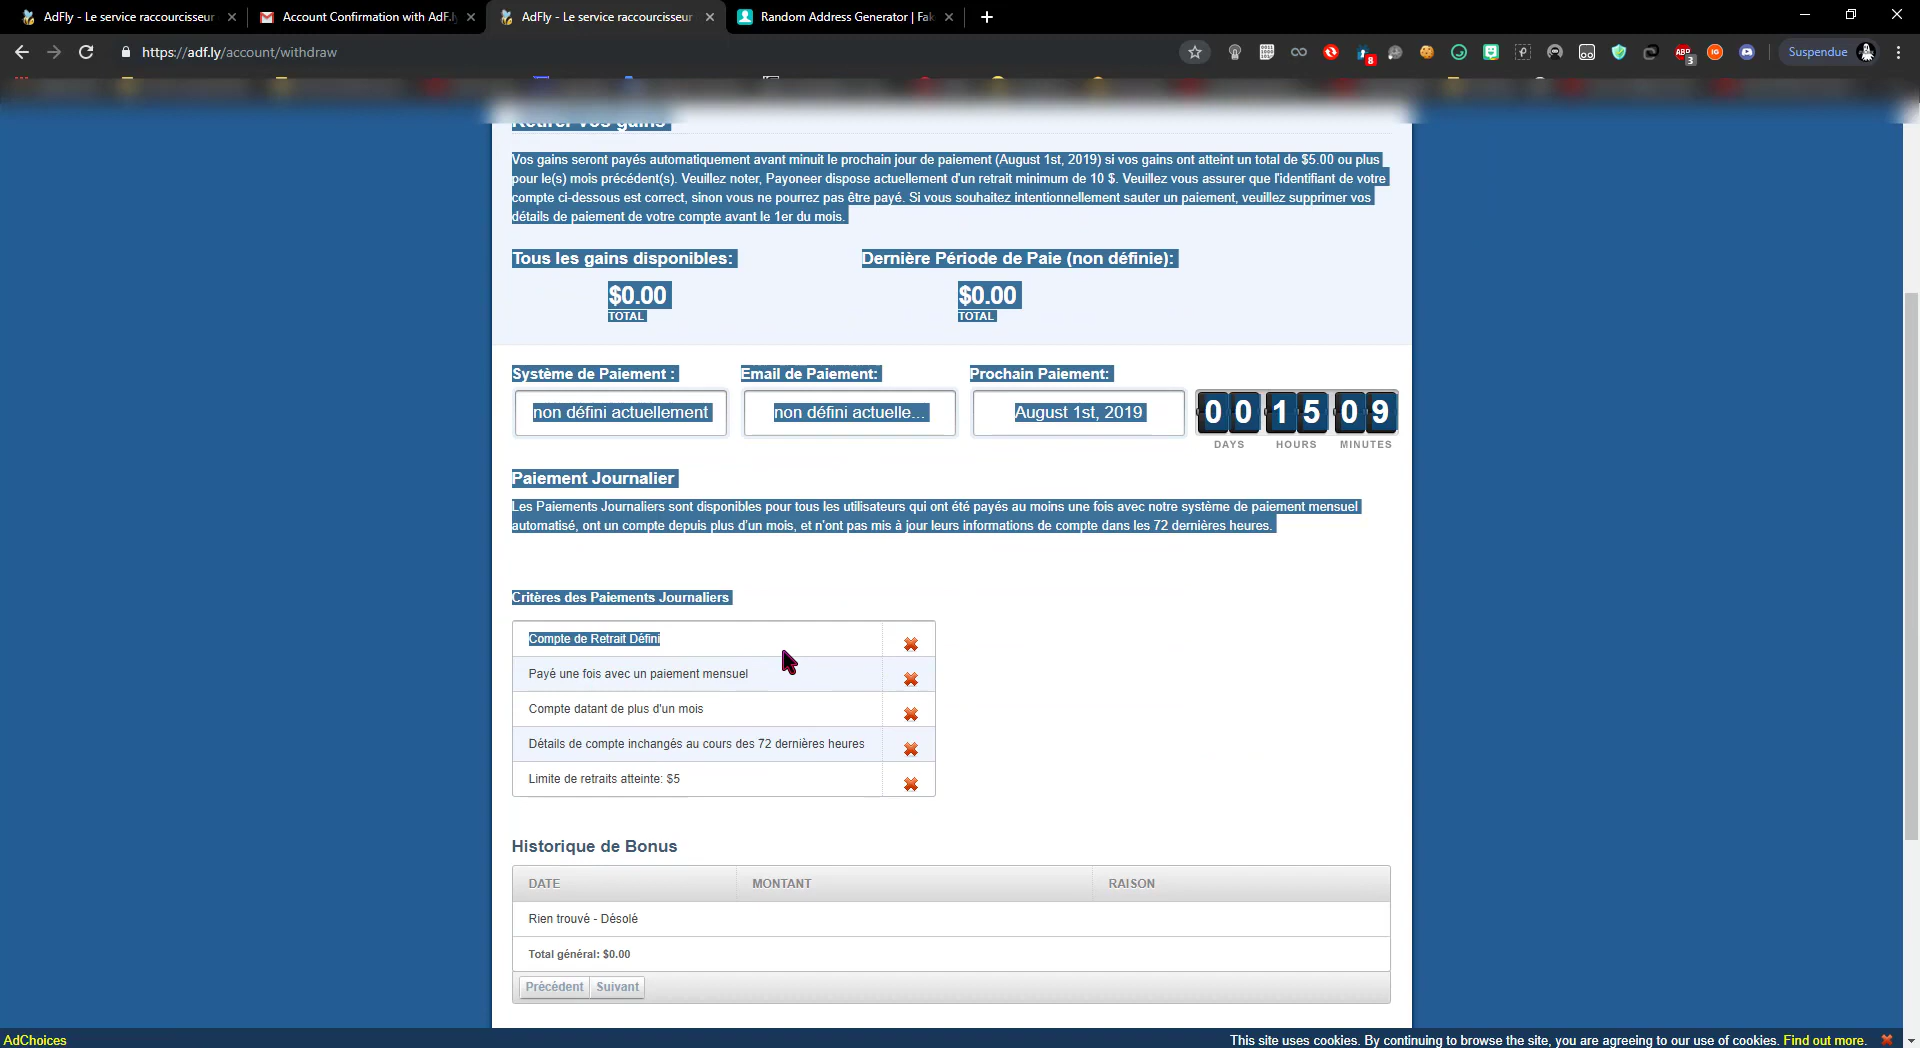 AdFly - Le service raccourcisseur
Account Confirmation with AdF.l
AdFly - Le service raccourcisseur
Random Address Generator | Fak
https://adf.ly/account/withdraw
8
ABP
3
IG
Suspendue
Retirer vos gains
Vos gains seront payés automatiquement avant minuit le prochain jour de paiement (August 1st, 2019) si vos gains ont atteint un total de $5.00 ou plus
pour le(s) mois précédent(s). Veuillez noter, Payoneer dispose actuellement d'un retrait minimum de 10 $. Veuillez vous assurer que l'identifiant de votre
compte ci-dessous est correct, sinon vous ne pourrez pas être payé. Si vous souhaitez intentionnellement sauter un paiement, veuillez supprimer vos
détails de paiement de votre compte avant le 1er du mois.
Tous les gains disponibles:
Dernière Période de Paie (non définie):
$0.00
$0.00
TOTAL
TOTAL
Système de Paiement :
Email de Paiement:
Prochain Paiement:
non défini actuellement
non défini actuelle...
August 1st, 2019
00 15 09
DAYS HOURS MINUTES
Paiement Journalier
Les Paiements Journaliers sont disponibles pour tous les utilisateurs qui ont été payés au moins une fois avec notre système de paiement mensuel
automatisé, ont un compte depuis plus d'un mois, et n'ont pas mis à jour leurs informations de compte dans les 72 dernières heures.
Critères des Paiements Journaliers
Compte de Retrait Défini
Payé une fois avec un paiement mensuel
Compte datant de plus d'un mois
Détails de compte inchangés au cours des 72 dernières heures
Limite de retraits atteinte: $5
Historique de Bonus
DATE MONTANT RAISON
Rien trouvé - Désolé
Total général: $0.00
Précédent Suivant
AdChoices
This site uses cookies. By continuing to browse the site, you are agreeing to our use of cookies. Find out more.